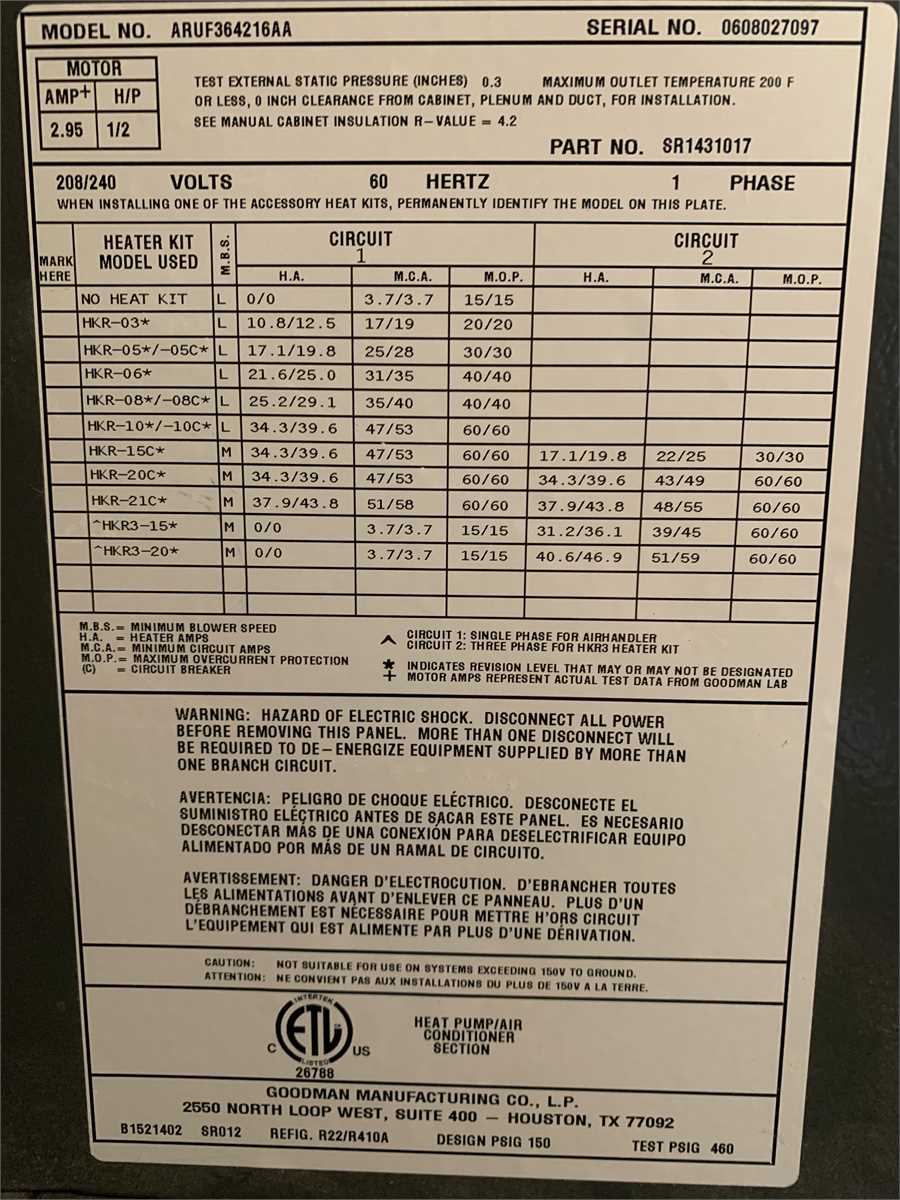 MODEL NO. ARUF364216AA SERIAL NO. 0608027097
MOTOR
AMP+ H/P
2.95 1/2
TEST EXTERNAL STATIC PRESSURE (INCHES) 0.3 MAXIMUM OUTLET TEMPERATURE 200 F
OR LESS, 0 INCH CLEARANCE FROM CABINET, PLENUM AND DUCT, FOR INSTALLATION.
SEE MANUAL CABINET INSULATION R-VALUE = 4.2
PART NO. SR1431017
208/240 VOLTS 60 HERTZ 1 PHASE
WHEN INSTALLING ONE OF THE ACCESSORY HEAT KITS, PERMANENTLY IDENTIFY THE MODEL ON THIS PLATE.
MARK HERE HEATER KIT MODEL USED M.B.S. CIRCUIT 1 CIRCUIT 2
H.A. M.C.A. M.O.P. H.A. M.C.A. M.O.P.
NO HEAT KIT L 0/0 3.7/3.7 15/15
HKR-03* L 10.8/12.5 17/19 20/20
HKR-05*/-05C* L 17.1/19.8 25/28 30/30
HKR-06* L 21.6/25.0 31/35 40/40
HKR-08*/-08C* L 25.2/29.1 35/40 40/40
HKR-10*/-10C* L 34.3/39.6 47/53 60/60
HKR-15C* M 34.3/39.6 47/53 60/60 17.1/19.8 22/25 30/30
HKR-20C* M 34.3/39.6 47/53 60/60 34.3/39.6 43/49 60/60
HKR-21C* M 37.9/43.8 51/58 60/60 37.9/43.8 48/55 60/60
^HKR3-15* M 0/0 3.7/3.7 15/15 31.2/36.1 39/45 60/60
^HKR3-20* M 0/0 3.7/3.7 15/15 40.6/46.9 51/59 60/60
M.B.S.= MINIMUM BLOWER SPEED
H.A. = HEATER AMPS
M.C.A.= MINIMUM CIRCUIT AMPS
M.O.P.= MAXIMUM OVERCURRENT PROTECTION
(C) = CIRCUIT BREAKER
^ CIRCUIT 1: SINGLE PHASE FOR AIRHANDLER
CIRCUIT 2: THREE PHASE FOR HKR3 HEATER KIT
* INDICATES REVISION LEVEL THAT MAY OR MAY NOT BE DESIGNATED
+ MOTOR AMPS REPRESENT ACTUAL TEST DATA FROM GOODMAN LAB
WARNING: HAZARD OF ELECTRIC SHOCK. DISCONNECT ALL POWER
BEFORE REMOVING THIS PANEL. MORE THAN ONE DISCONNECT WILL
BE REQUIRED TO DE-ENERGIZE EQUIPMENT SUPPLIED BY MORE THAN
ONE BRANCH CIRCUIT.
AVERTENCIA: PELIGRO DE CHOQUE ELÉCTRICO. DESCONECTE EL
SUMINISTRO ELÉCTRICO ANTES DE SACAR ESTE PANEL. ES NECESARIO
DESCONECTAR MÁS DE UNA CONEXIÓN PARA DESELECTRIFICAR EQUIPO
ALIMENTADO POR MÁS DE UN RAMAL DE CIRCUITO.
AVERTISSEMENT: DANGER D'ELECTROCUTION. D'EBRANCHER TOUTES
LES ALIMENTATIONS AVANT D'ENLEVER CE PANNEAU. PLUS D'UN
DÉBRANCHEMENT EST NÉCESSAIRE POUR METTRE H'ORS CIRCUIT
L'EQUIPEMENT QUI EST ALIMENTE PAR PLUS D'UNE DÉRIVATION.
CAUTION: NOT SUITABLE FOR USE ON SYSTEMS EXCEEDING 150V TO GROUND.
ATTENTION: NE CONVIENT PAS AUX INSTALLATIONS DU PLUS DE 150V A LA TERRE.
INTERTEK
C ETL US
LISTED
26788
HEAT PUMP/AIR
CONDITIONER
SECTION
GOODMAN MANUFACTURING CO., L.P.
2550 NORTH LOOP WEST, SUITE 400 - HOUSTON, TX 77092
B1521402 SR012 REFIG. R22/R410A DESIGN PSIG 150 TEST PSIG 460